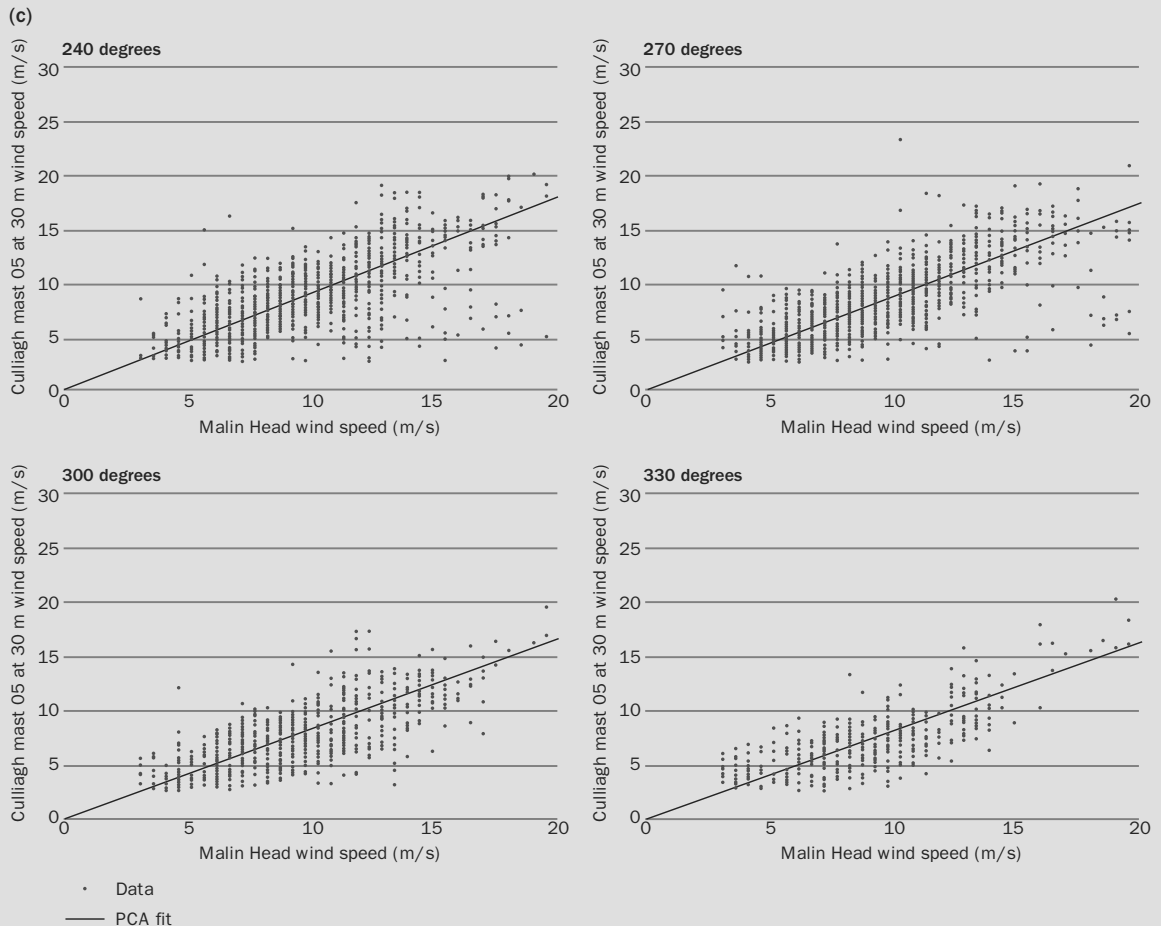 (c)
240 degrees
Culliagh mast 05 at 30 m wind speed (m/s)
30
25
20
15
10
5
0
0 5 10 15 20
Malin Head wind speed (m/s)
270 degrees
Culliagh mast 05 at 30 m wind speed (m/s)
30
25
20
15
10
5
0
0 5 10 15 20
Malin Head wind speed (m/s)
300 degrees
Culliagh mast 05 at 30 m wind speed (m/s)
30
25
20
15
10
5
0
0 5 10 15 20
Malin Head wind speed (m/s)
330 degrees
Culliagh mast 05 at 30 m wind speed (m/s)
30
25
20
15
10
5
0
0 5 10 15 20
Malin Head wind speed (m/s)
Data
PCA fit